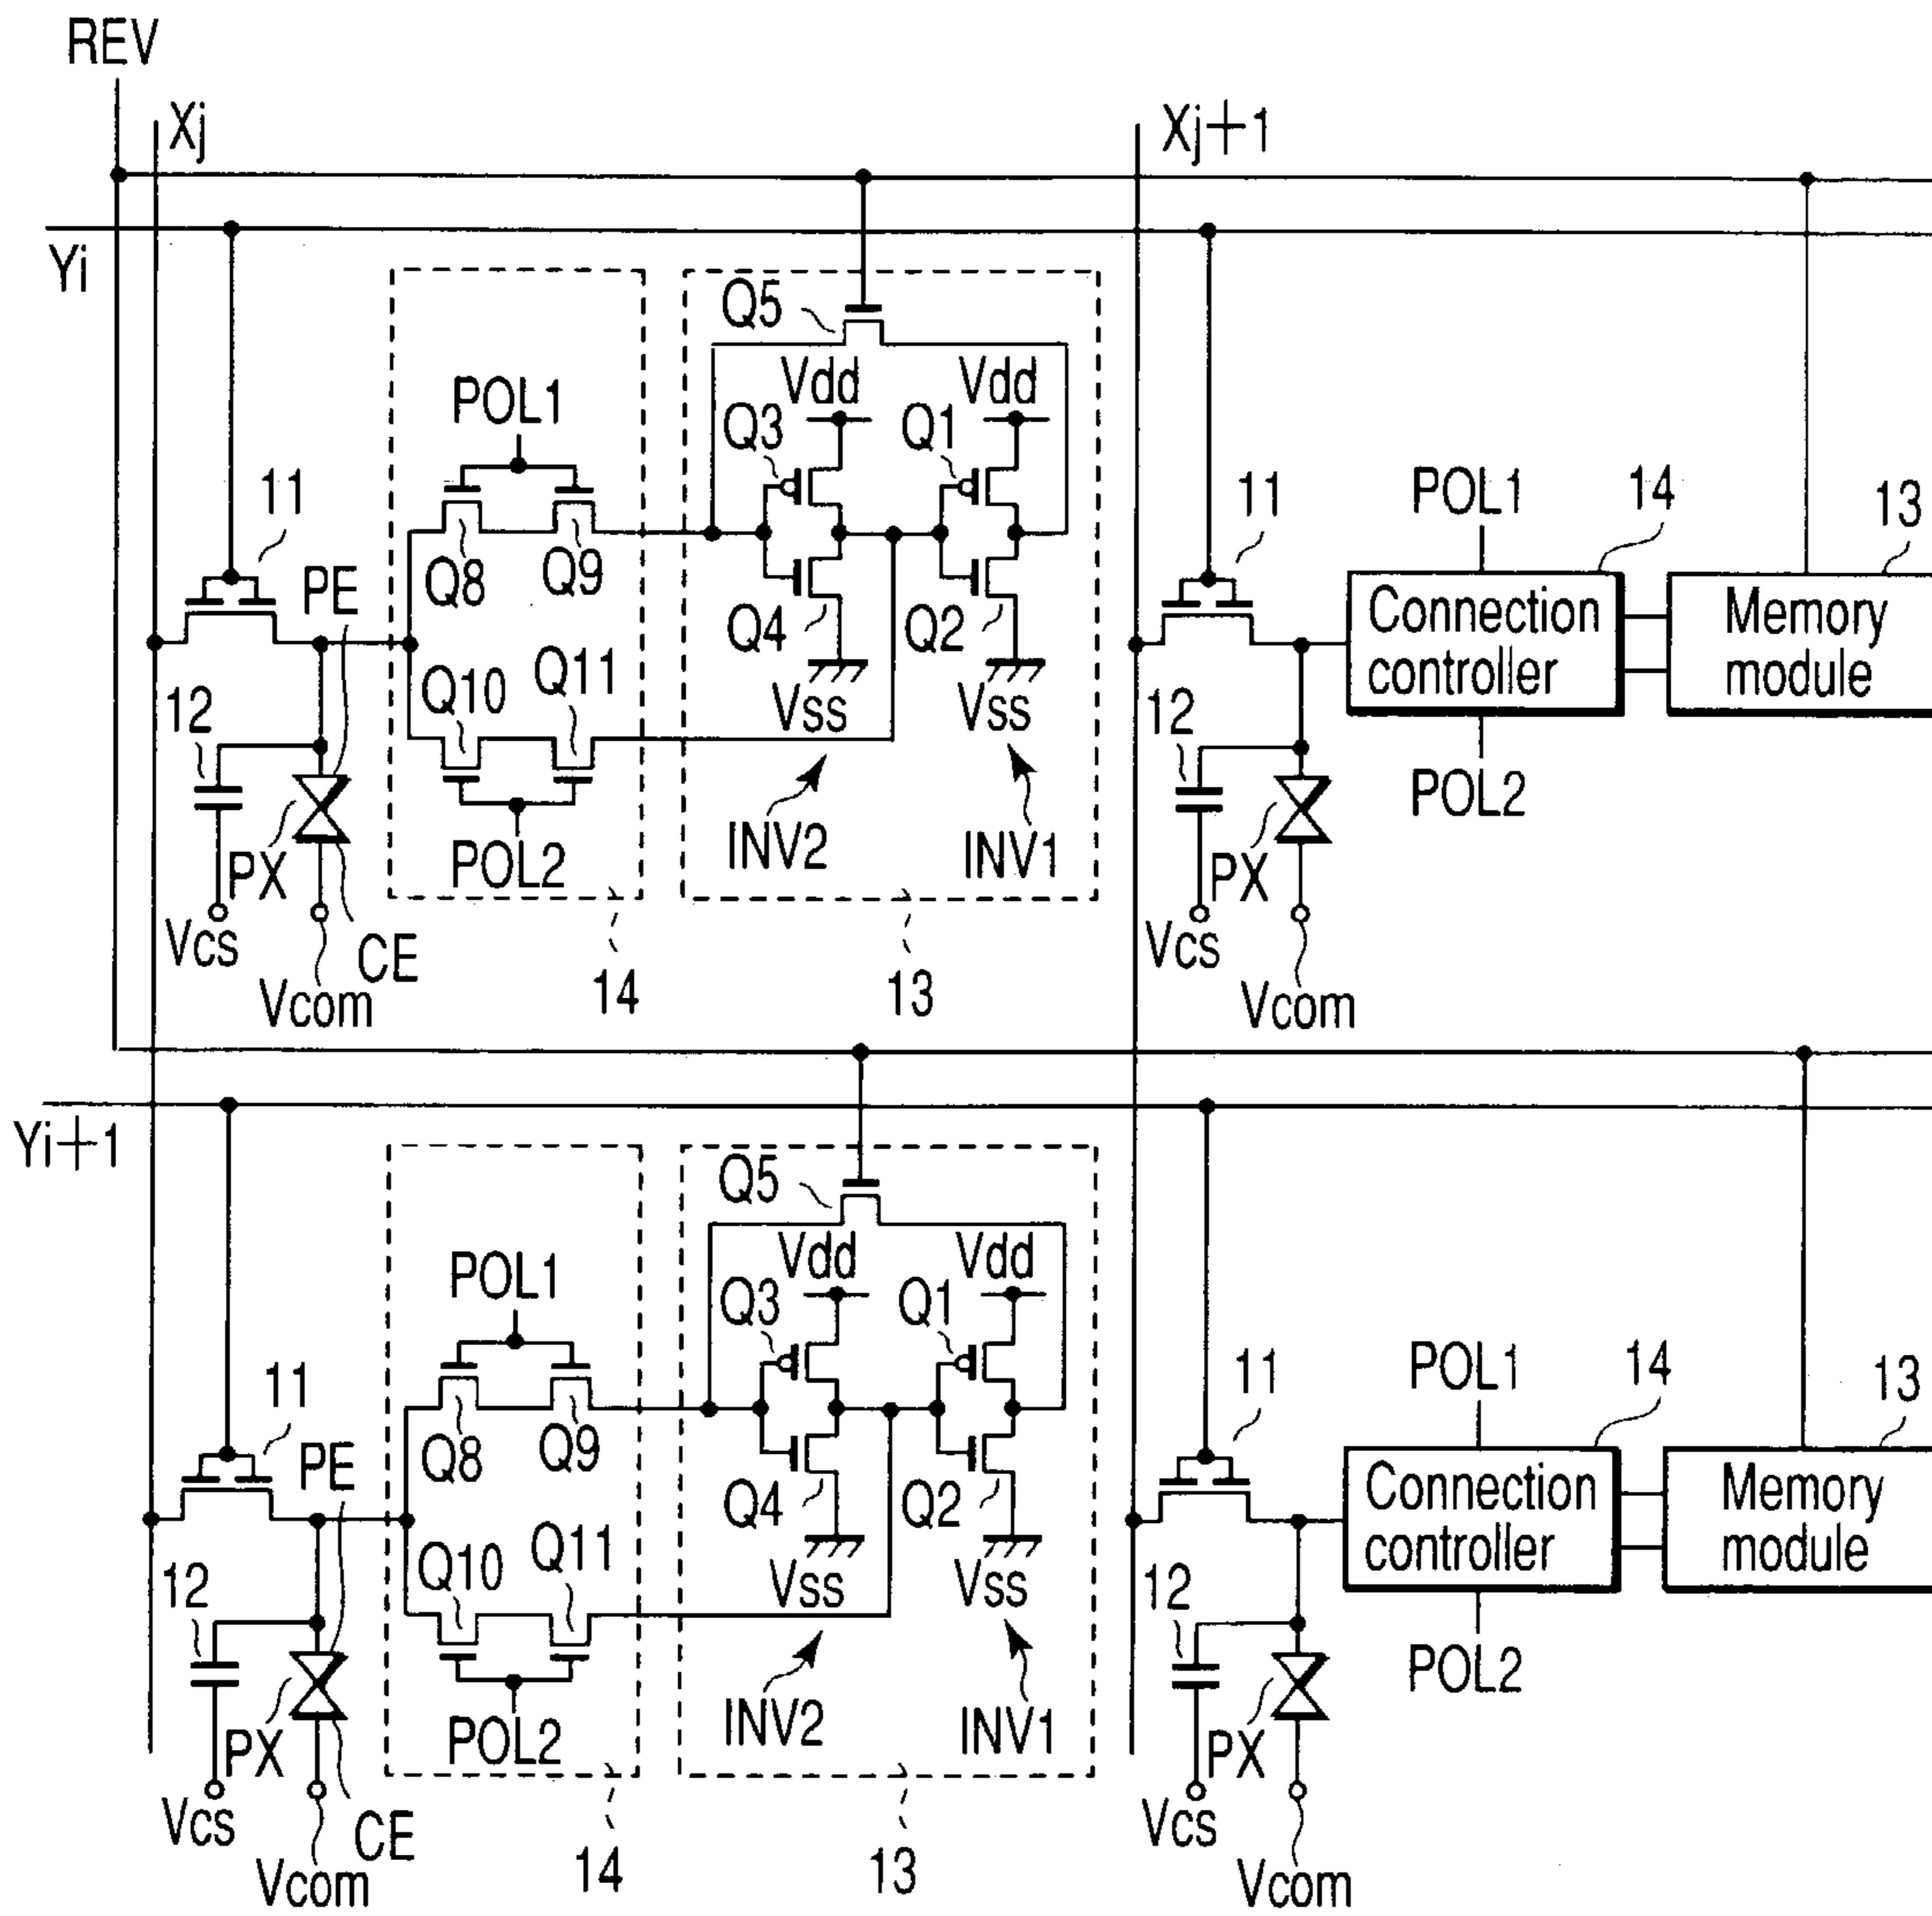 REV
Xj
Xj+1
Yi
Q5
Vdd
Vdd
POL1
Q3
Q1
11
11
POL1
14
13
PE
Q8
Q9
Q4
Q2
Connection
controller
Memory
module
Q10
Q11
12
Vss
Vss
12
POL2
PX
POL2
INV2
INV1
PX
Vcs
CE
Vcom
14
13
Vcs
Vcom
Yi+1
Q5
Vdd
Vdd
POL1
Q3
Q1
11
11
POL1
14
13
PE
Q8
Q9
Q4
Q2
Connection
controller
Memory
module
Q10
Q11
12
Vss
Vss
12
POL2
PX
POL2
INV2
INV1
PX
Vcs
CE
Vcom
14
13
Vcs
Vcom